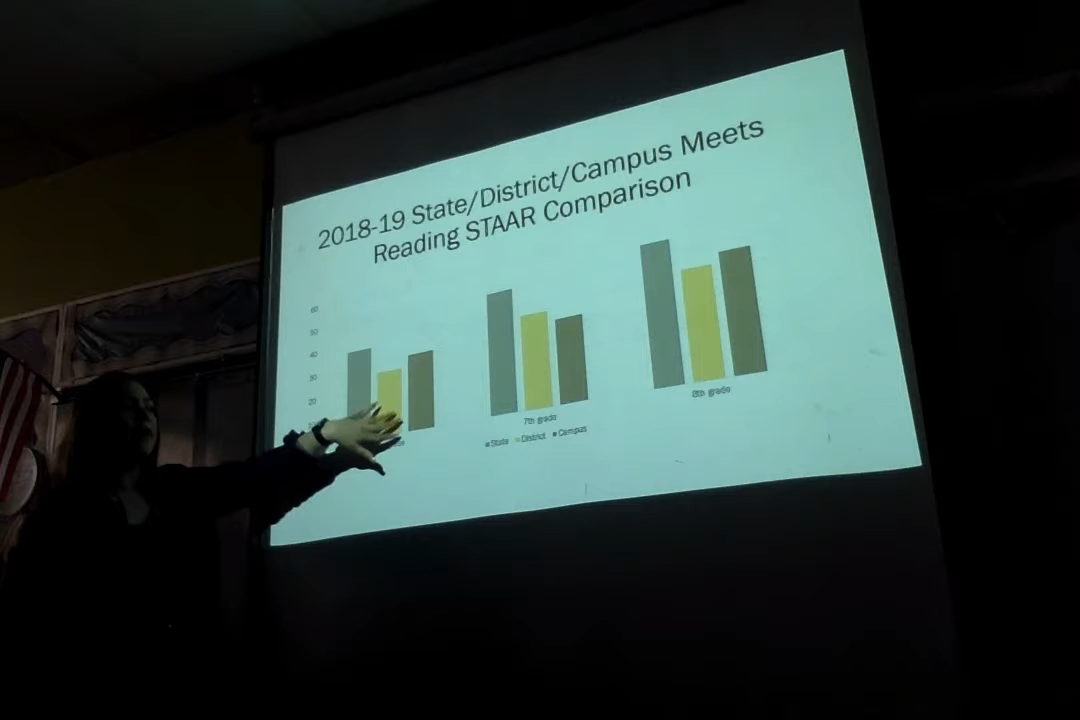 2018-19 State/District/Campus Meets
Reading STAAR Comparison
60
50
40
30
20
7th grade
8th grade
State District Campus